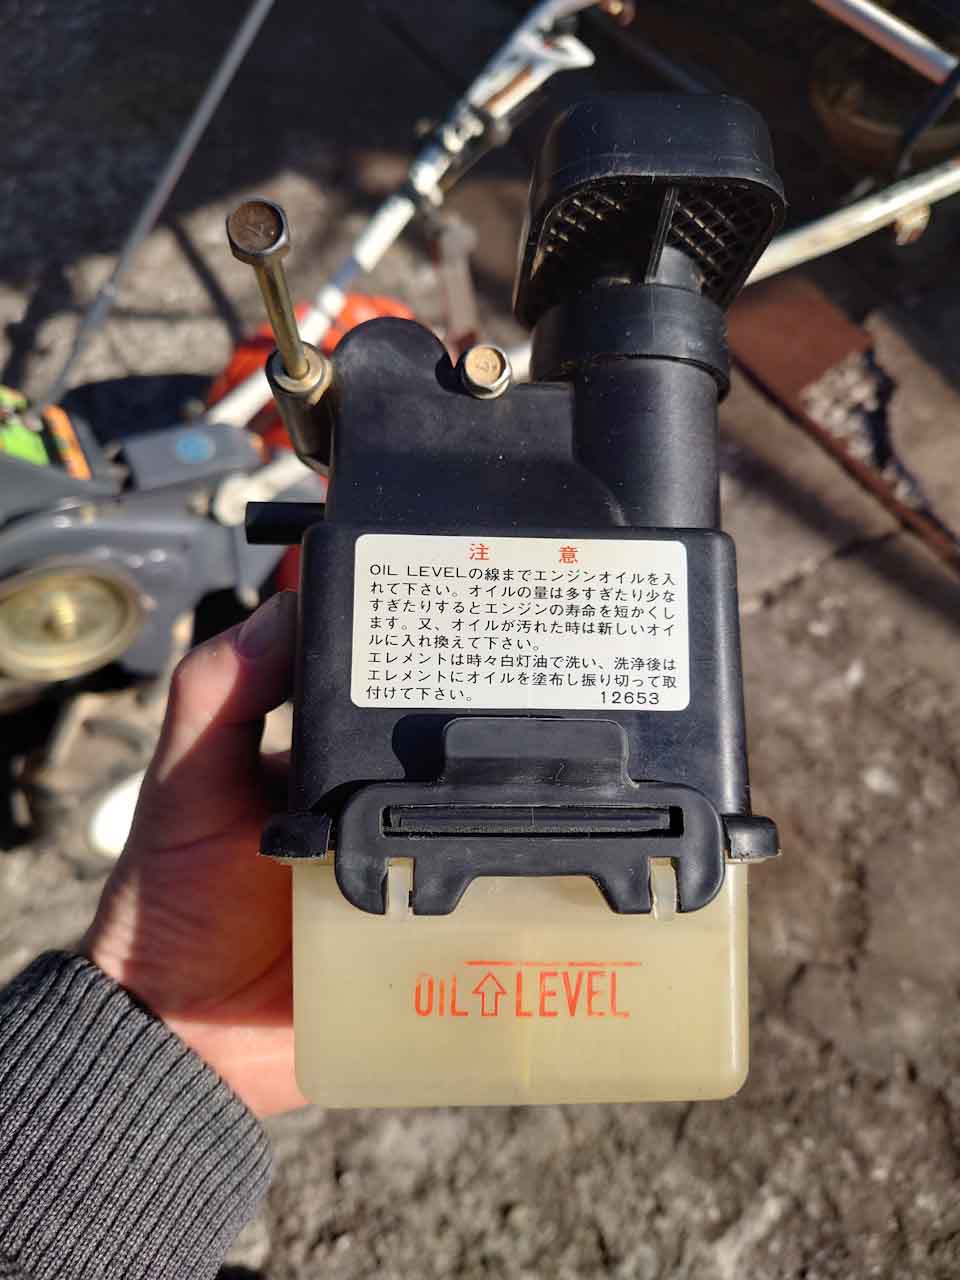 注 意
OIL LEVELの線までエンジンオイルを入
れて下さい。オイルの量は多すぎたり少な
すぎたりするとエンジンの寿命を短かくし
ます。又、オイルが汚れた時は新しいオイ
ルに入れ換えて下さい。
エレメントは時々白灯油で洗い、洗浄後は
エレメントにオイルを塗布し振り切って取
付けて下さい。 12653
OIL⇧LEVEL